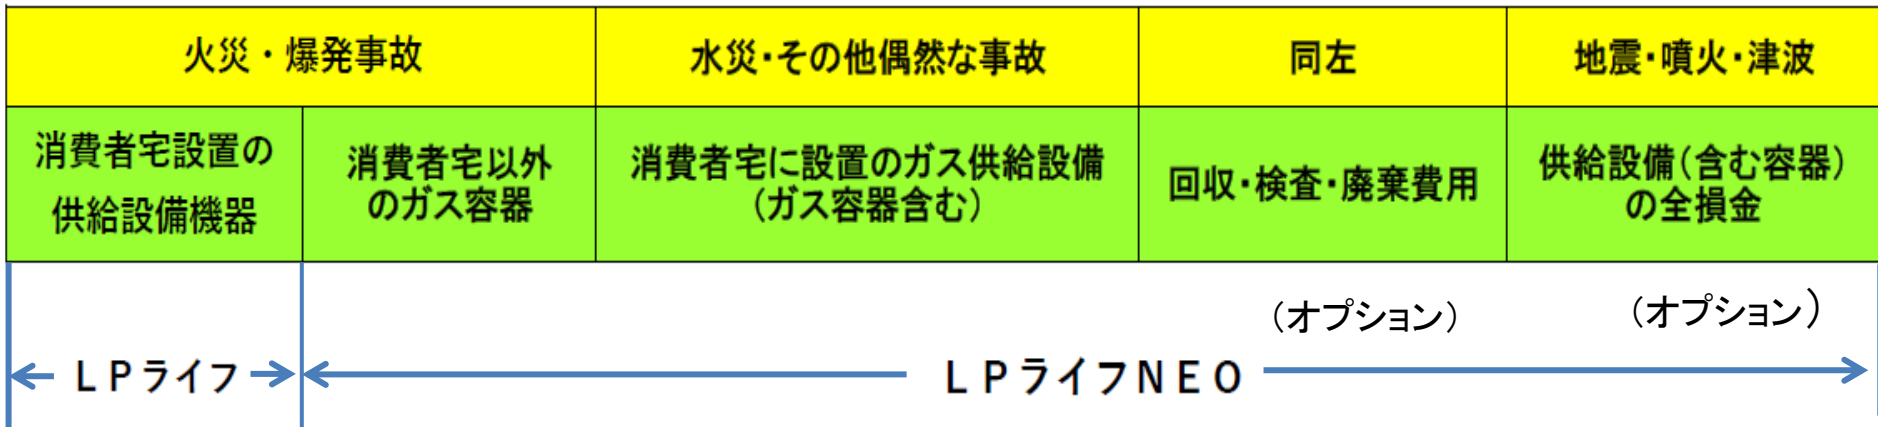 火災・爆発事故
水災・その他偶然な事故
同左
地震・噴火・津波
消費者宅設置の
供給設備機器
消費者宅以外
のガス容器
消費者宅に設置のガス供給設備
(ガス容器含む)
回収・検査・廃棄費用
供給設備(含む容器)
の全損金
(オプション)
(オプション)
LPライフ
LPライフNEO